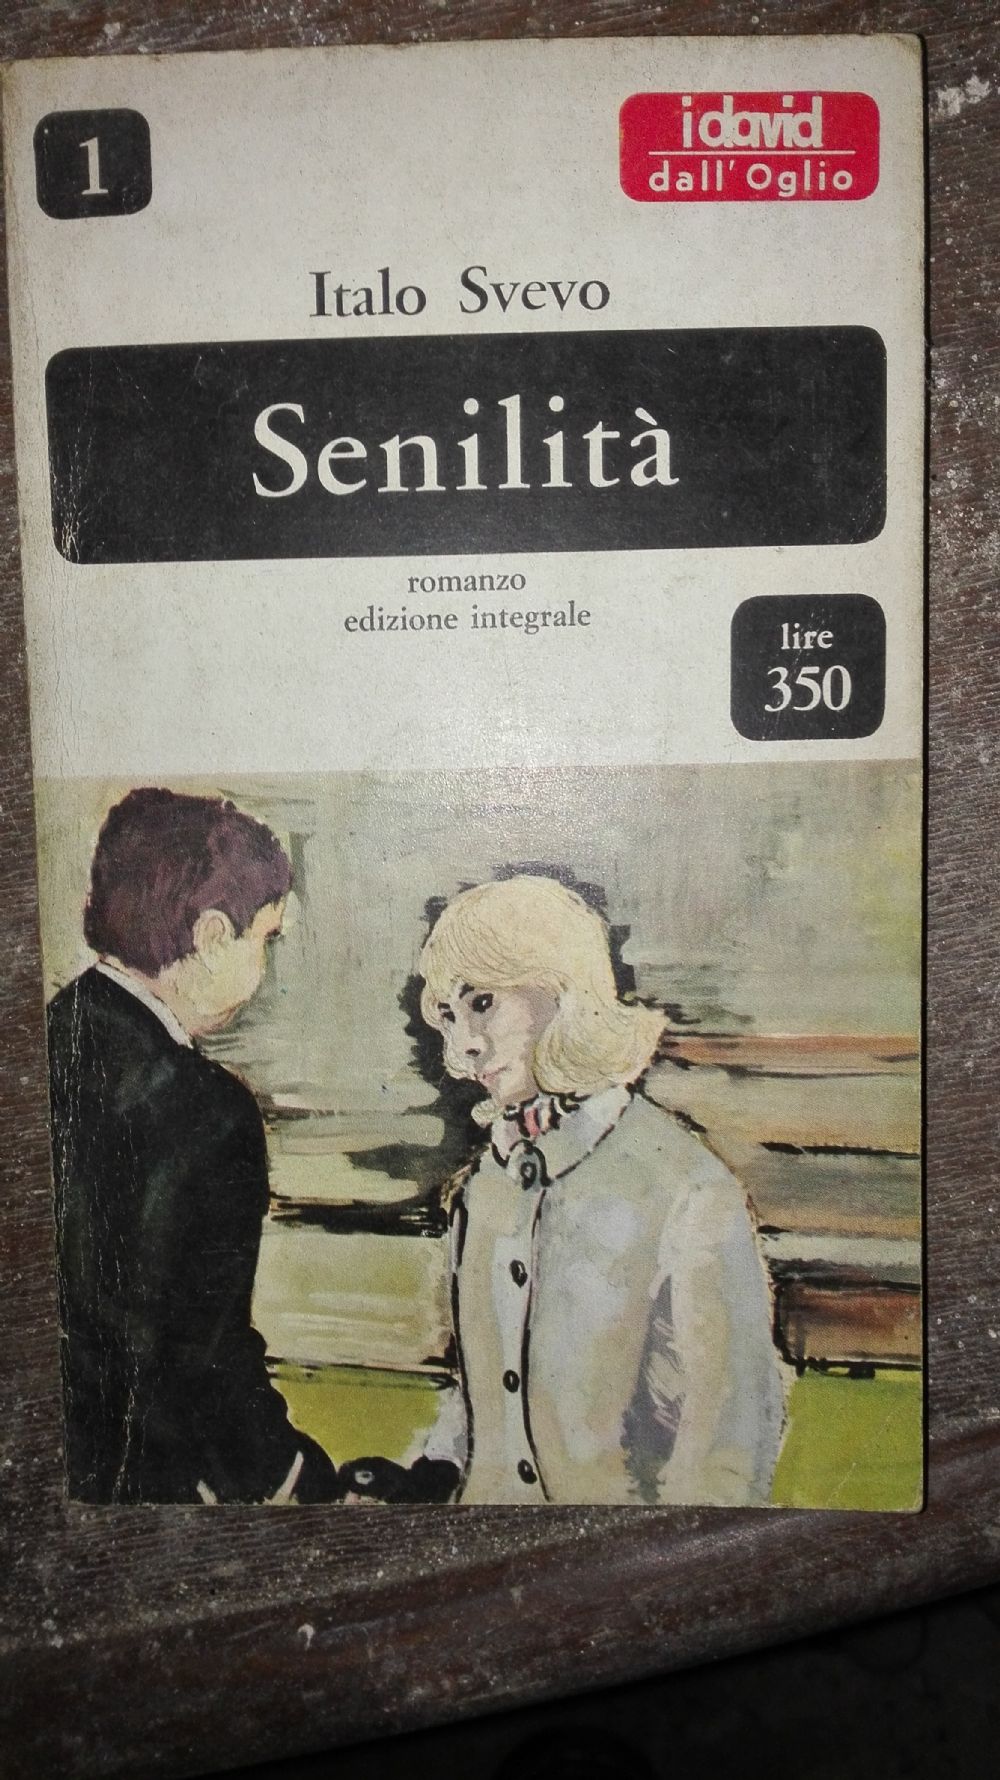 1
i david
dall'Oglio
Italo Svevo
Senilità
romanzo
edizione integrale
lire
350